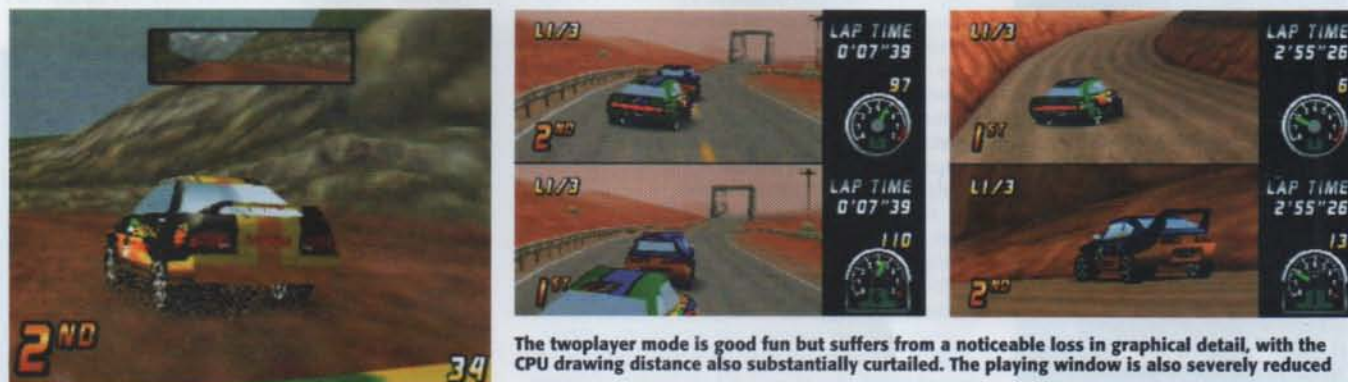 2ND
34
L1/3
2ND
LAP TIME
0'07"39
97
L1/3
1ST
LAP TIME
0'07"39
110
L1/3
1ST
LAP TIME
2'55"26
6
L1/3
2ND
LAP TIME
2'55"26
13
The twoplayer mode is good fun but suffers from a noticeable loss in graphical detail, with the
CPU drawing distance also substantially curtailed. The playing window is also severely reduced